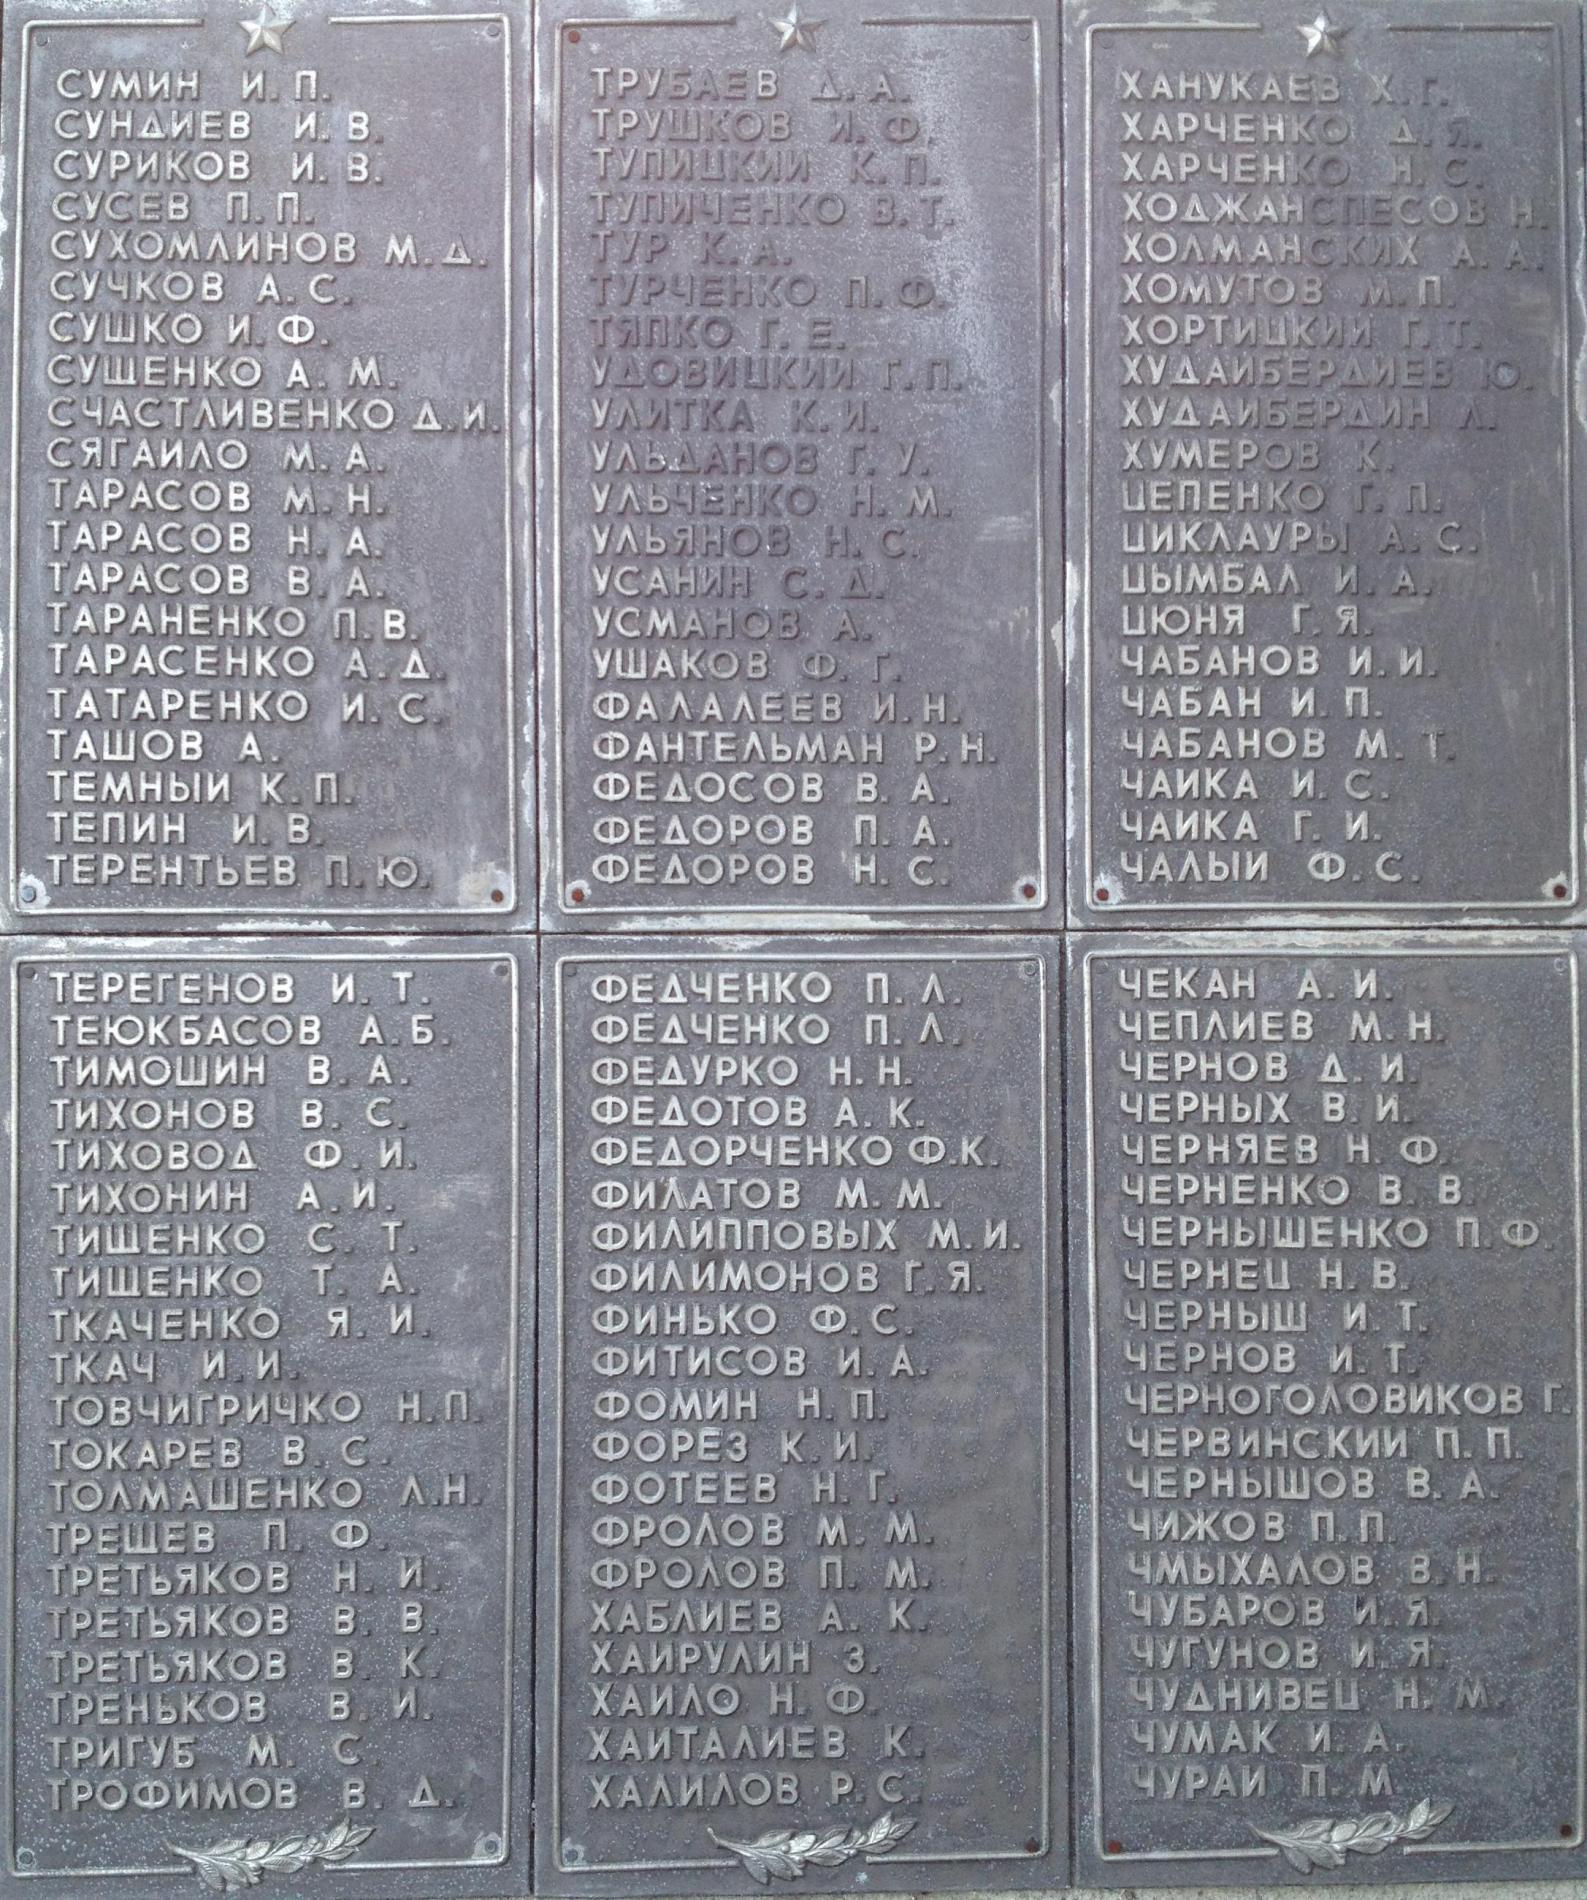 СУМИН И. П.
СУНДИЕВ И. В.
СУРИКОВ И. В.
СУСЕВ П. П.
СУХОМЛИНОВ М. Д.
СУЧКОВ А. С.
СУШКО И. Ф.
СУЩЕНКО А. М.
СЧАСТЛИВЕНКО Д. И.
СЯГАИЛО М. А.
ТАРАСОВ М. Н.
ТАРАСОВ Н. А.
ТАРАСОВ В. А.
ТАРАНЕНКО П. В.
ТАРАСЕНКО А. Д.
ТАТАРЕНКО И. С.
ТАШОВ А.
ТЕМНЫИ К. П.
ТЕПИН И. В.
ТЕРЕНТЬЕВ П. Ю.
ТЕРЕГЕНОВ И. Т.
ТЕЮКБАСОВ А. Б.
ТИМОШИН В. А.
ТИХОНОВ В. С.
ТИХОВОД Ф. И.
ТИХОНИН А. И.
ТИЩЕНКО С. Т.
ТИЩЕНКО Т. А.
ТКАЧЕНКО Я. И.
ТКАЧ И. И.
ТОВЧИГРИЧКО Н. П.
ТОКАРЕВ В. С.
ТОЛМАШЕНКО Л. Н.
ТРЕЩЕВ П. Ф.
ТРЕТЬЯКОВ Н. И.
ТРЕТЬЯКОВ В. В.
ТРЕТЬЯКОВ В. К.
ТРЕНЬКОВ В. И.
ТРИГУБ М. С.
ТРОФИМОВ В. Д.
ТРУБАЕВ Д. А.
ТРУШКОВ И. Ф.
ТУПИЦКИИ К. П.
ТУПИЧЕНКО В. Т.
ТУР К. А.
ТУРЧЕНКО П. Ф.
ТЯПКО Г. Е.
УДОВИЦКИИ Г. П.
УЛИТКА К. И.
УЛЬДАНОВ Г. У.
УЛЬЧЕНКО Н. М.
УЛЬЯНОВ Н. С.
УСАНИН С. Д.
УСМАНОВ А.
УШАКОВ Ф. Г.
ФАЛАЛЕЕВ И. Н.
ФАНТЕЛЬМАН Р. Н.
ФЕДОСОВ В. А.
ФЕДОРОВ П. А.
ФЕДОРОВ Н. С.
ФЕДЧЕНКО П. Л.
ФЕДЧЕНКО П. Л.
ФЕДУРКО Н. Н.
ФЕДОТОВ А. К.
ФЕДОРЧЕНКО Ф. К.
ФИЛАТОВ М. М.
ФИЛИППОВЫХ М. И.
ФИЛИМОНОВ Г. Я.
ФИНЬКО Ф. С.
ФИТИСОВ И. А.
ФОМИН Н. П.
ФОРЕЗ К. И.
ФОТЕЕВ Н. Г.
ФРОЛОВ М. М.
ФРОЛОВ П. М.
ХАБЛИЕВ А. К.
ХАИРУЛИН З.
ХАИЛО Н. Ф.
ХАИТАЛИЕВ К.
ХАЛИЛОВ Р. С.
ХАНУКАЕВ Х. Г.
ХАРЧЕНКО Д. Я.
ХАРЧЕНКО Н. С.
ХОДЖАНСПЕСОВ Н.
ХОЛМАНСКИХ А. А.
ХОМУТОВ М. П.
ХОРТИЦКИИ Г. Т.
ХУДАИБЕРДИЕВ Ю.
ХУДАИБЕРДИН Л.
ХУМЕРОВ К.
ЦЕПЕНКО Г. П.
ЦИКЛАУРЫ А. С.
ЦЫМБАЛ И. А.
ЦЮНЯ Г. Я.
ЧАБАНОВ И. И.
ЧАБАН И. П.
ЧАБАНОВ М. Т.
ЧАИКА И. С.
ЧАИКА Г. И.
ЧАЛЫИ Ф. С.
ЧЕКАН А. И.
ЧЕПЛИЕВ М. Н.
ЧЕРНОВ Д. И.
ЧЕРНЫХ В. И.
ЧЕРНЯЕВ Н. Ф.
ЧЕРНЕНКО В. В.
ЧЕРНЫШЕНКО П. Ф.
ЧЕРНЕЦ Н. В.
ЧЕРНЫШ И. Т.
ЧЕРНОВ И. Т.
ЧЕРНОГОЛОВИКОВ Г.
ЧЕРВИНСКИИ П. П.
ЧЕРНЫШОВ В. А.
ЧИЖОВ П. П.
ЧМЫХАЛОВ В. Н.
ЧУБАРОВ И. Я.
ЧУГУНОВ И. Я.
ЧУДНИВЕЦ Н. М.
ЧУМАК И. А.
ЧУРАИ П. М.